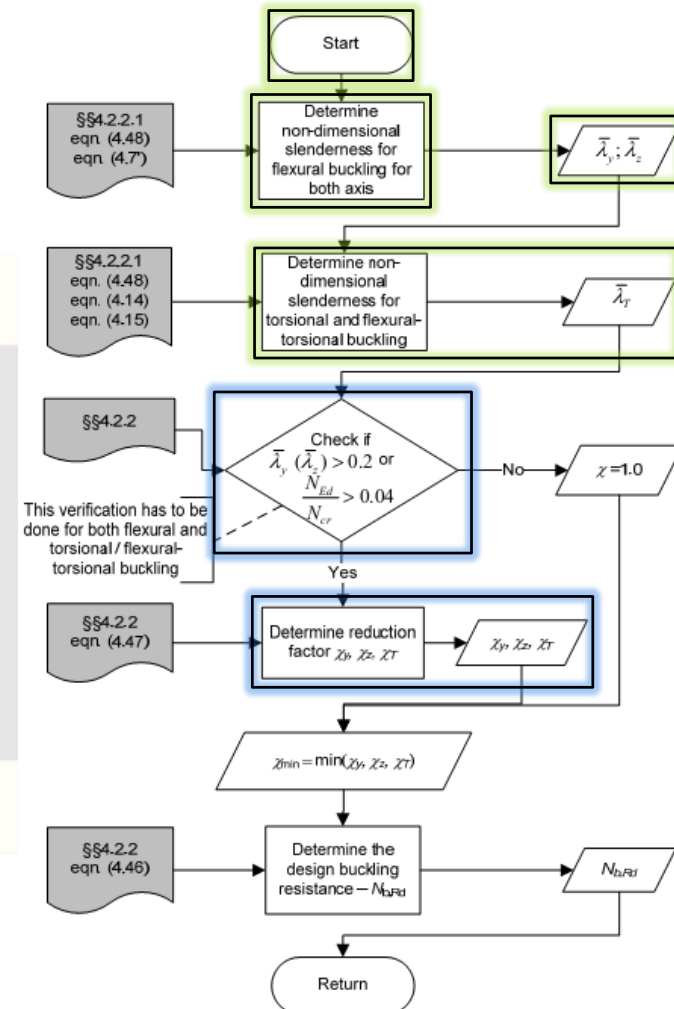 Start
§§4.2.2.1
eqn. (4.48)
eqn. (4.7')
Determine
non-dimensional
slenderness for
flexural buckling for
both axis
λ̅y; λ̅z
§§4.2.2.1
eqn. (4.48)
eqn. (4.14)
eqn. (4.15)
Determine non-
dimensional
slenderness for
torsional and flexural-
torsional buckling
λ̅T
§§4.2.2
Check if
λ̅y (λ̅z) > 0.2 or
NEd
Ncr
> 0.04
No
χ =1.0
This verification has to be
done for both flexural and
torsional / flexural-
torsional buckling
Yes
§§4.2.2
eqn. (4.47)
Determine reduction
factor χy, χz, χT
χy, χz, χT
χmin = min(χy, χz, χT)
§§4.2.2
eqn. (4.46)
Determine the
design buckling
resistance – Nb,Rd
Nb,Rd
Return